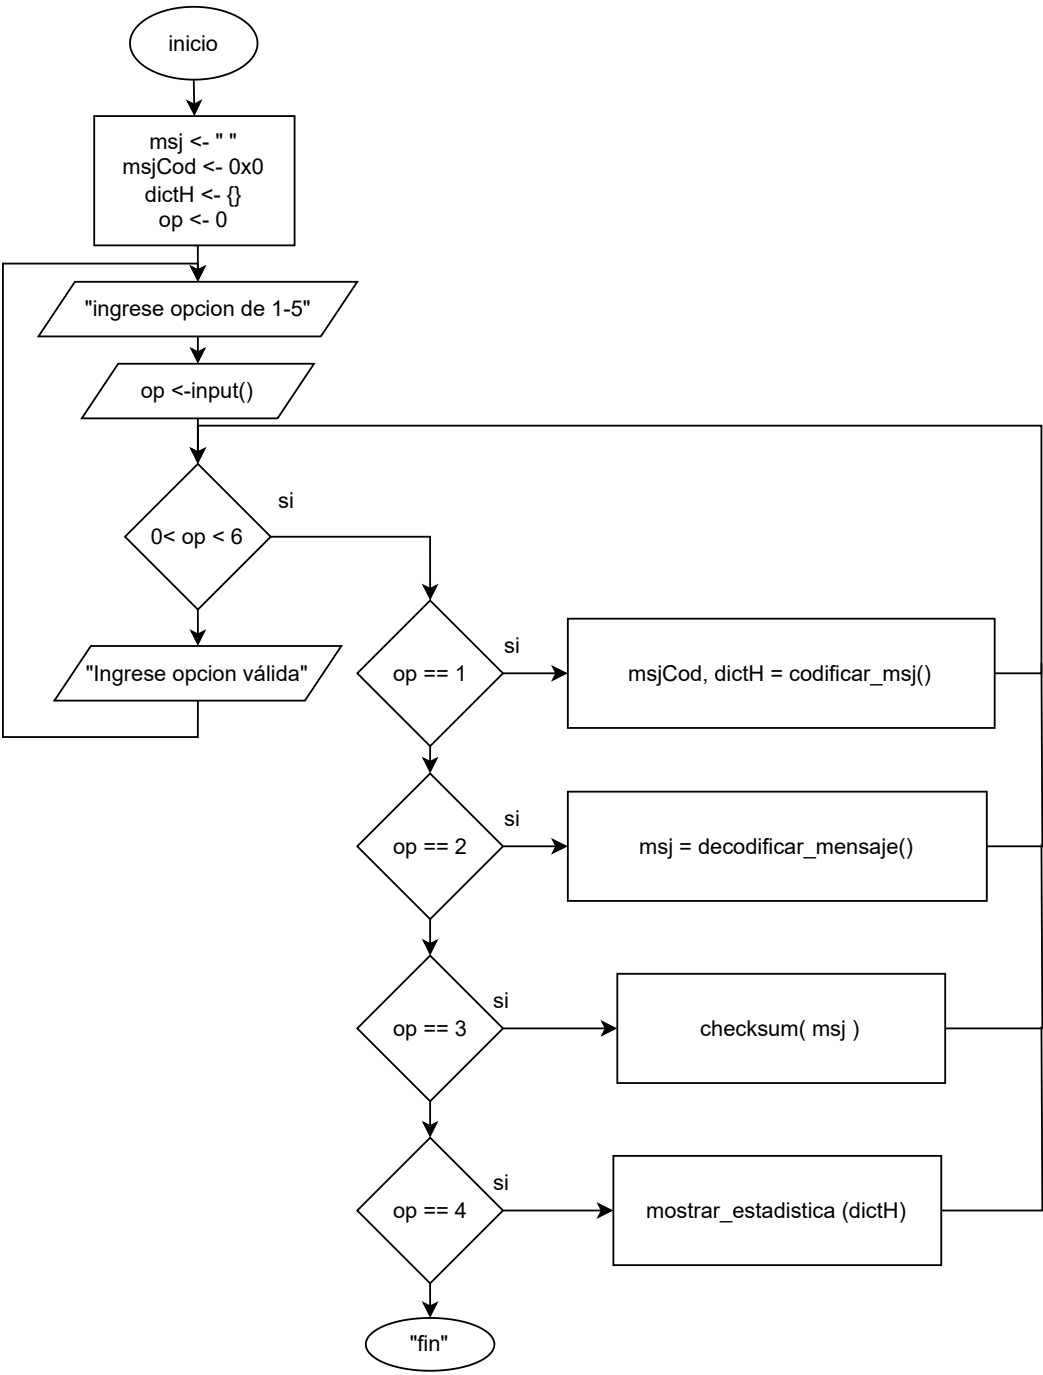 inicio
msj <- " "
msjCod <- 0x0
dictH <- {}
op <- 0
"ingrese opcion de 1-5"
op <-input()
0< op < 6
si
"Ingrese opcion válida"
op == 1
si
msjCod, dictH = codificar_msj()
op == 2
si
msj = decodificar_mensaje()
op == 3
si
checksum( msj )
op == 4
si
mostrar_estadistica (dictH)
"fin"